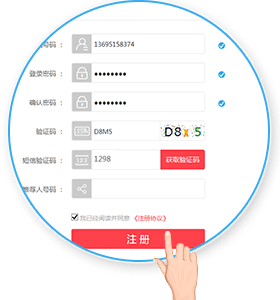 号码： 13695158374
登录密码： ••••••••
确认密码： ••••••••
验证码： D8M5 D8x5
短信验证码： 123 1298 获取验证码
推荐人号码：
我已经阅读并同意 《注册协议》
注 册